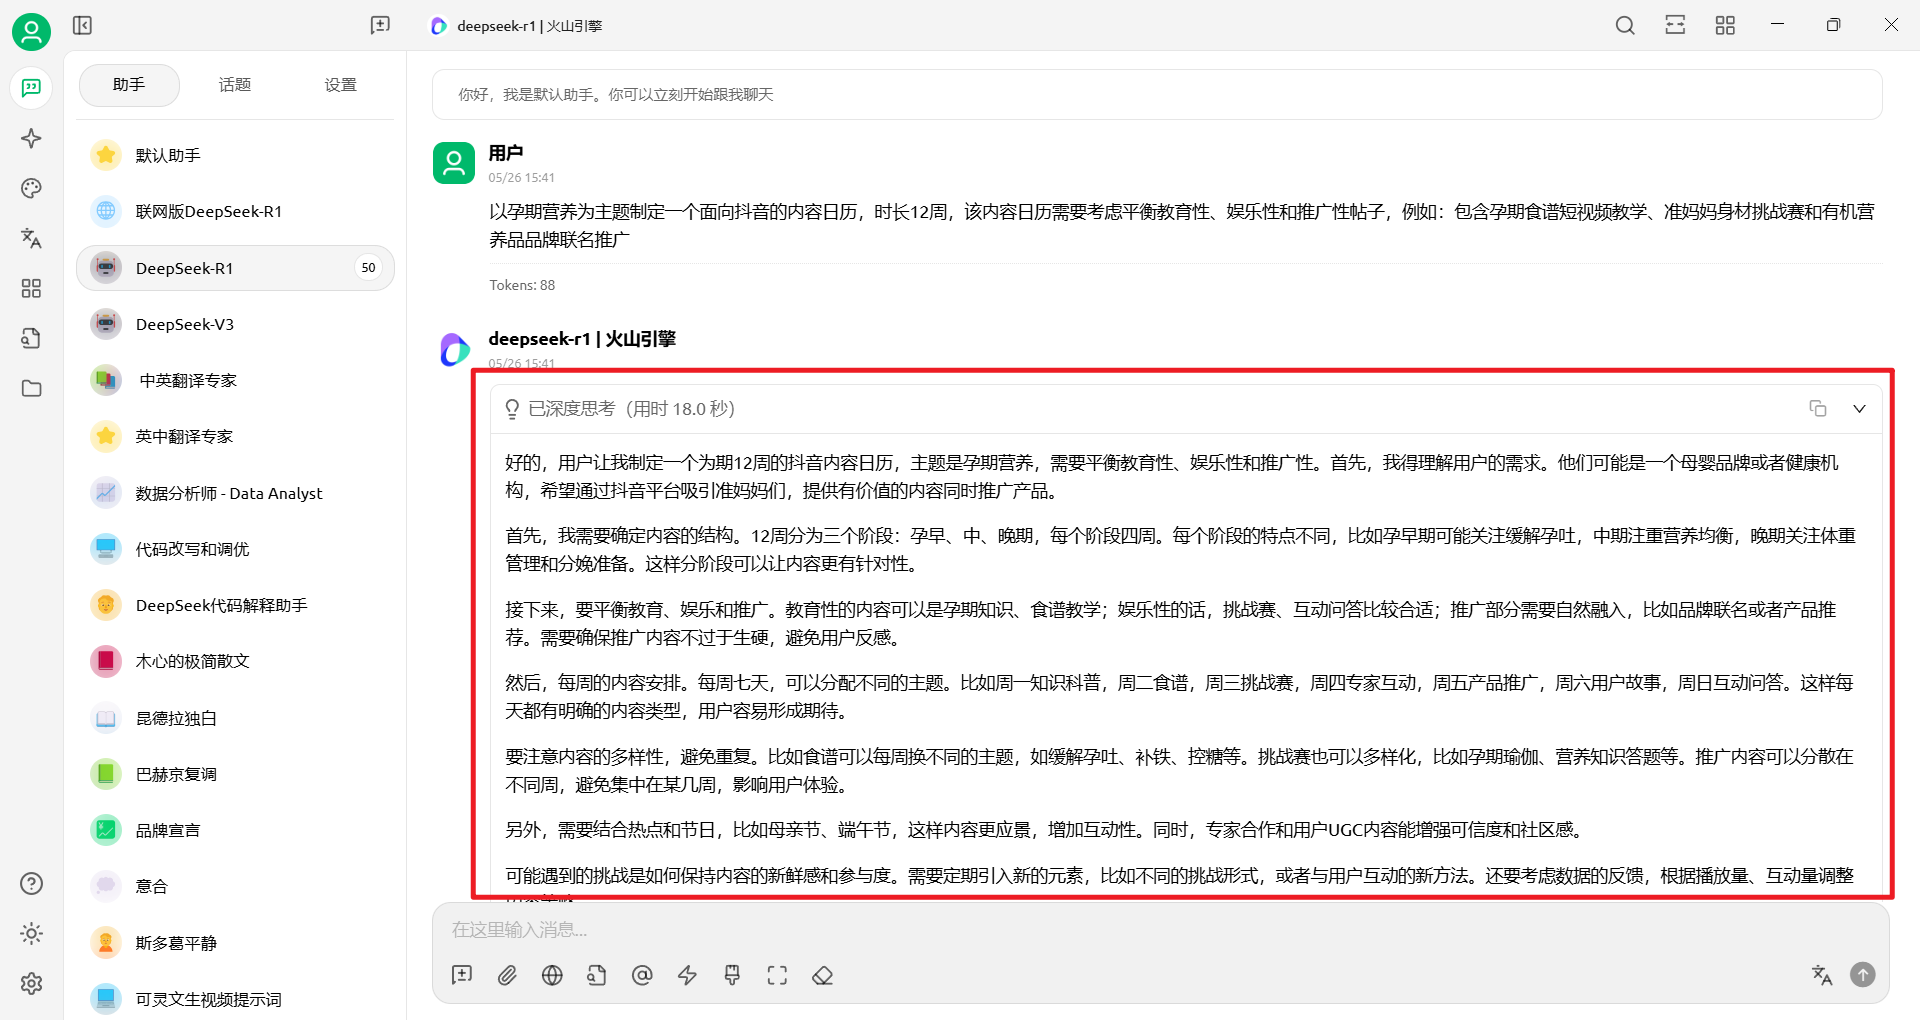 deepseek-r1 | 火山引擎
助手
话题
设置
默认助手
联网版DeepSeek-R1
DeepSeek-R1
50
DeepSeek-V3
中英翻译专家
英中翻译专家
数据分析师 - Data Analyst
代码改写和调优
DeepSeek代码解释助手
木心的极简散文
昆德拉独白
巴赫京复调
品牌宣言
意合
斯多葛平静
可灵文生视频提示词
你好，我是默认助手。你可以立刻开始跟我聊天
用户
05/26 15:41
以孕期营养为主题制定一个面向抖音的内容日历，时长12周，该内容日历需要考虑平衡教育性、娱乐性和推广性帖子，例如：包含孕期食谱短视频教学、准妈妈身材挑战赛和有机营
养品品牌联名推广
Tokens: 88
deepseek-r1 | 火山引擎
05/26 15:41
已深度思考（用时 18.0 秒）
好的，用户让我制定一个为期12周的抖音内容日历，主题是孕期营养，需要平衡教育性、娱乐性和推广性。首先，我得理解用户的需求。他们可能是一个母婴品牌或者健康机
构，希望通过抖音平台吸引准妈妈们，提供有价值的内容同时推广产品。
首先，我需要确定内容的结构。12周分为三个阶段：孕早、中、晚期，每个阶段四周。每个阶段的特点不同，比如孕早期可能关注缓解孕吐，中期注重营养均衡，晚期关注体重
管理和分娩准备。这样分阶段可以让内容更有针对性。
接下来，要平衡教育、娱乐和推广。教育性的内容可以是孕期知识、食谱教学；娱乐性的话，挑战赛、互动问答比较合适；推广部分需要自然融入，比如品牌联名或者产品推
荐。需要确保推广内容不过于生硬，避免用户反感。
然后，每周的内容安排。每周七天，可以分配不同的主题。比如周一知识科普，周二食谱，周三挑战赛，周四专家互动，周五产品推广，周六用户故事，周日互动问答。这样每
天都有明确的内容类型，用户容易形成期待。
要注意内容的多样性，避免重复。比如食谱可以每周换不同的主题，如缓解孕吐、补铁、控糖等。挑战赛也可以多样化，比如孕期瑜伽、营养知识答题等。推广内容可以分散在
不同周，避免集中在某几周，影响用户体验。
另外，需要结合热点和节日，比如母亲节、端午节，这样内容更应景，增加互动性。同时，专家合作和用户UGC内容能增强可信度和社区感。
可能遇到的挑战是如何保持内容的新鲜感和参与度。需要定期引入新的元素，比如不同的挑战形式，或者与用户互动的新方法。还要考虑数据的反馈，根据播放量、互动量调整
在这里输入消息...